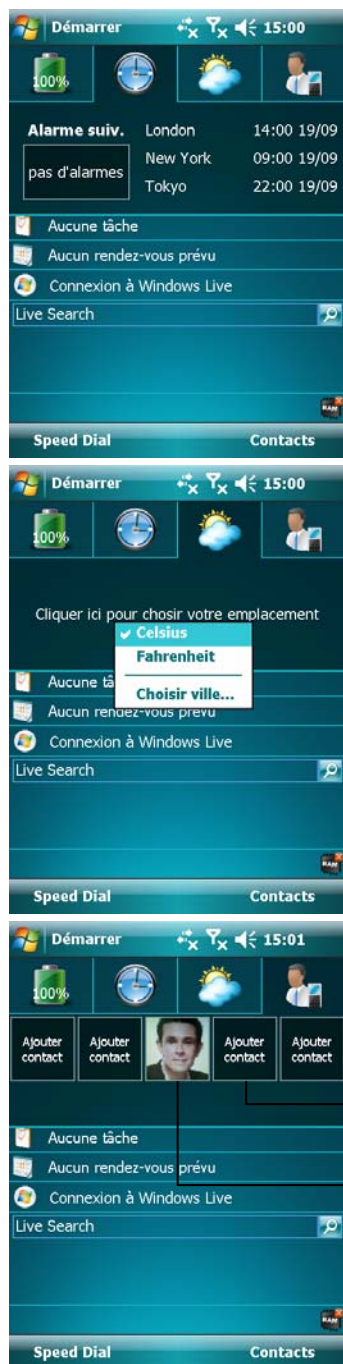 Démarrer 15:00
100%
Alarme suiv. London 14:00 19/09
pas d'alarmes New York 09:00 19/09
Tokyo 22:00 19/09
Aucune tâche
Aucun rendez-vous prévu
Connexion à Windows Live
Live Search
RAM
Speed Dial Contacts
Démarrer 15:00
100%
Cliquer ici pour chosir votre emplacement
Celsius
Fahrenheit
Choisir ville...
Aucune tâ
Aucun rendez-vous prévu
Connexion à Windows Live
Live Search
RAM
Speed Dial Contacts
Démarrer 15:01
100%
Ajouter contact Ajouter contact Ajouter contact Ajouter contact
Aucune tâche
Aucun rendez-vous prévu
Connexion à Windows Live
Live Search
RAM
Speed Dial Contacts